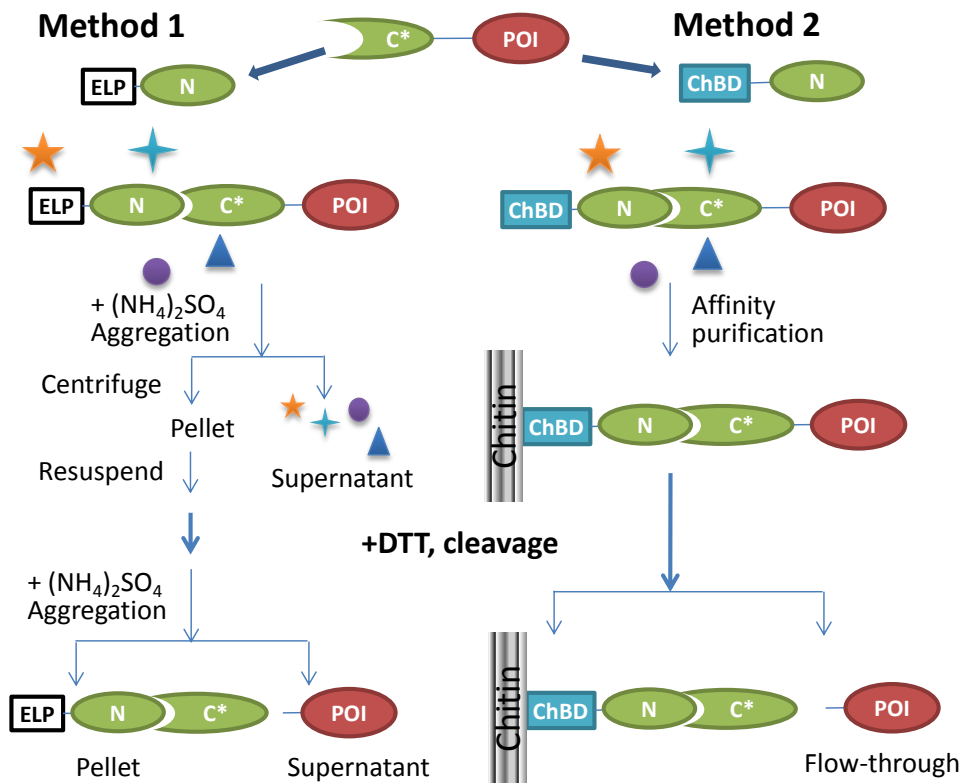 Method 1
Method 2
C*
POI
ELP
N
ChBD
N
ELP
N
C*
POI
ChBD
N
C*
POI
+ (NH₄)₂SO₄
Aggregation
Affinity
purification
Centrifuge
Pellet
Supernatant
Resuspend
Chitin
ChBD
N
C*
POI
+DTT, cleavage
+ (NH₄)₂SO₄
Aggregation
ELP
N
C*
POI
Pellet
Supernatant
Chitin
ChBD
N
C*
POI
Flow-through